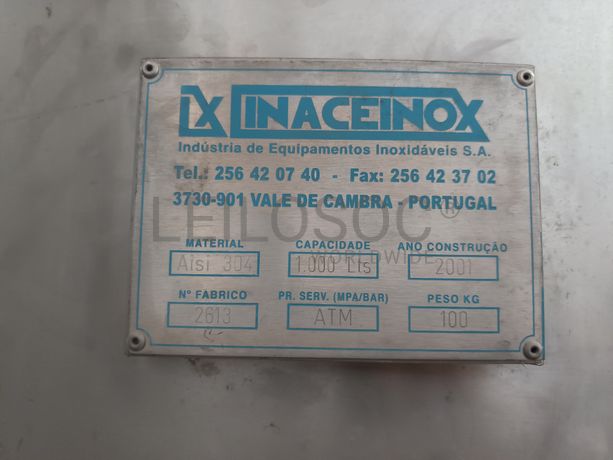 IX INACEINOX
Indústria de Equipamentos Inoxidáveis S.A.
Tel.: 256 42 07 40 - Fax: 256 42 37 02
3730-901 VALE DE CAMBRA - PORTUGAL
LEILOSOC ®
WORLDWIDE
MATERIAL CAPACIDADE ANO CONSTRUÇÃO
Aisi 304 1.000 Lts 2001
Nº FABRICO PR. SERV. (MPA/BAR) PESO KG
2613 ATM 100